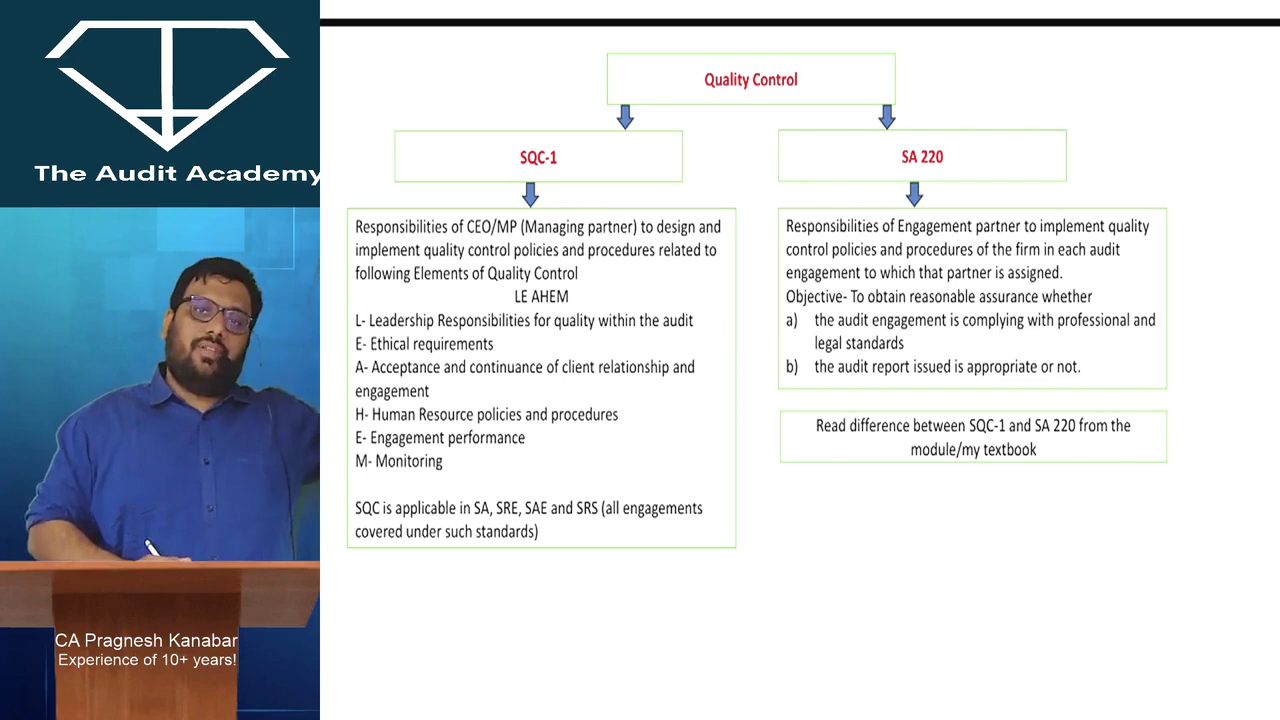 The Audit Academy
CA Pragnesh Kanabar
Experience of 10+ years!
Quality Control
SQC-1
SA 220
Responsibilities of CEO/MP (Managing partner) to design and
implement quality control policies and procedures related to
following Elements of Quality Control
LE AHEM
L- Leadership Responsibilities for quality within the audit
E- Ethical requirements
A- Acceptance and continuance of client relationship and
engagement
H- Human Resource policies and procedures
E- Engagement performance
M- Monitoring
SQC is applicable in SA, SRE, SAE and SRS (all engagements
covered under such standards)
Responsibilities of Engagement partner to implement quality
control policies and procedures of the firm in each audit
engagement to which that partner is assigned.
Objective- To obtain reasonable assurance whether
a) the audit engagement is complying with professional and
legal standards
b) the audit report issued is appropriate or not.
Read difference between SQC-1 and SA 220 from the
module/my textbook